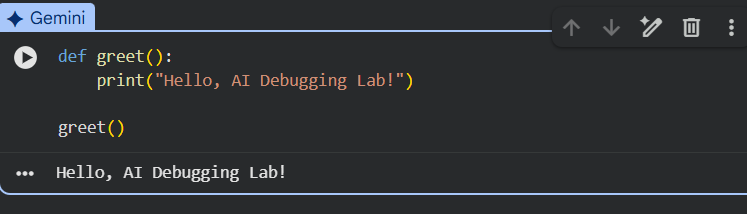 Gemini
def greet():
    print("Hello, AI Debugging Lab!")
greet()
Hello, AI Debugging Lab!